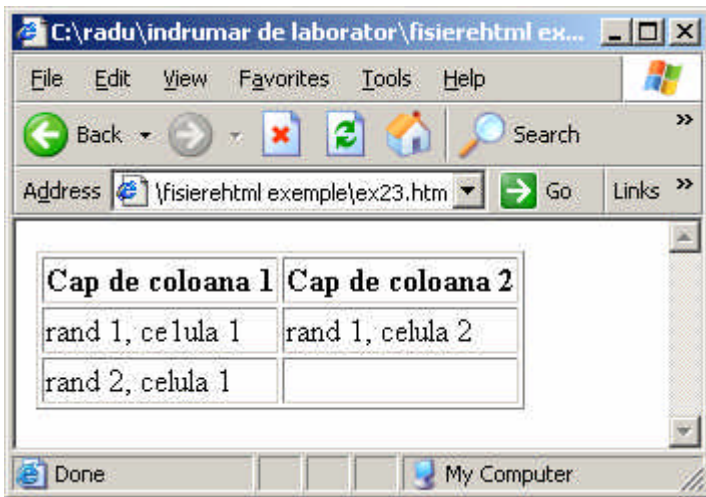 C:\radu\indrumar de laborator\fisierehtml ex...
File Edit View Favorites Tools Help
Back Search »
Address \fisierehtml exemple\ex23.htm Go Links »
Cap de coloana 1 Cap de coloana 2
rand 1, ce1ula 1 rand 1, celula 2
rand 2, celula 1
Done My Computer